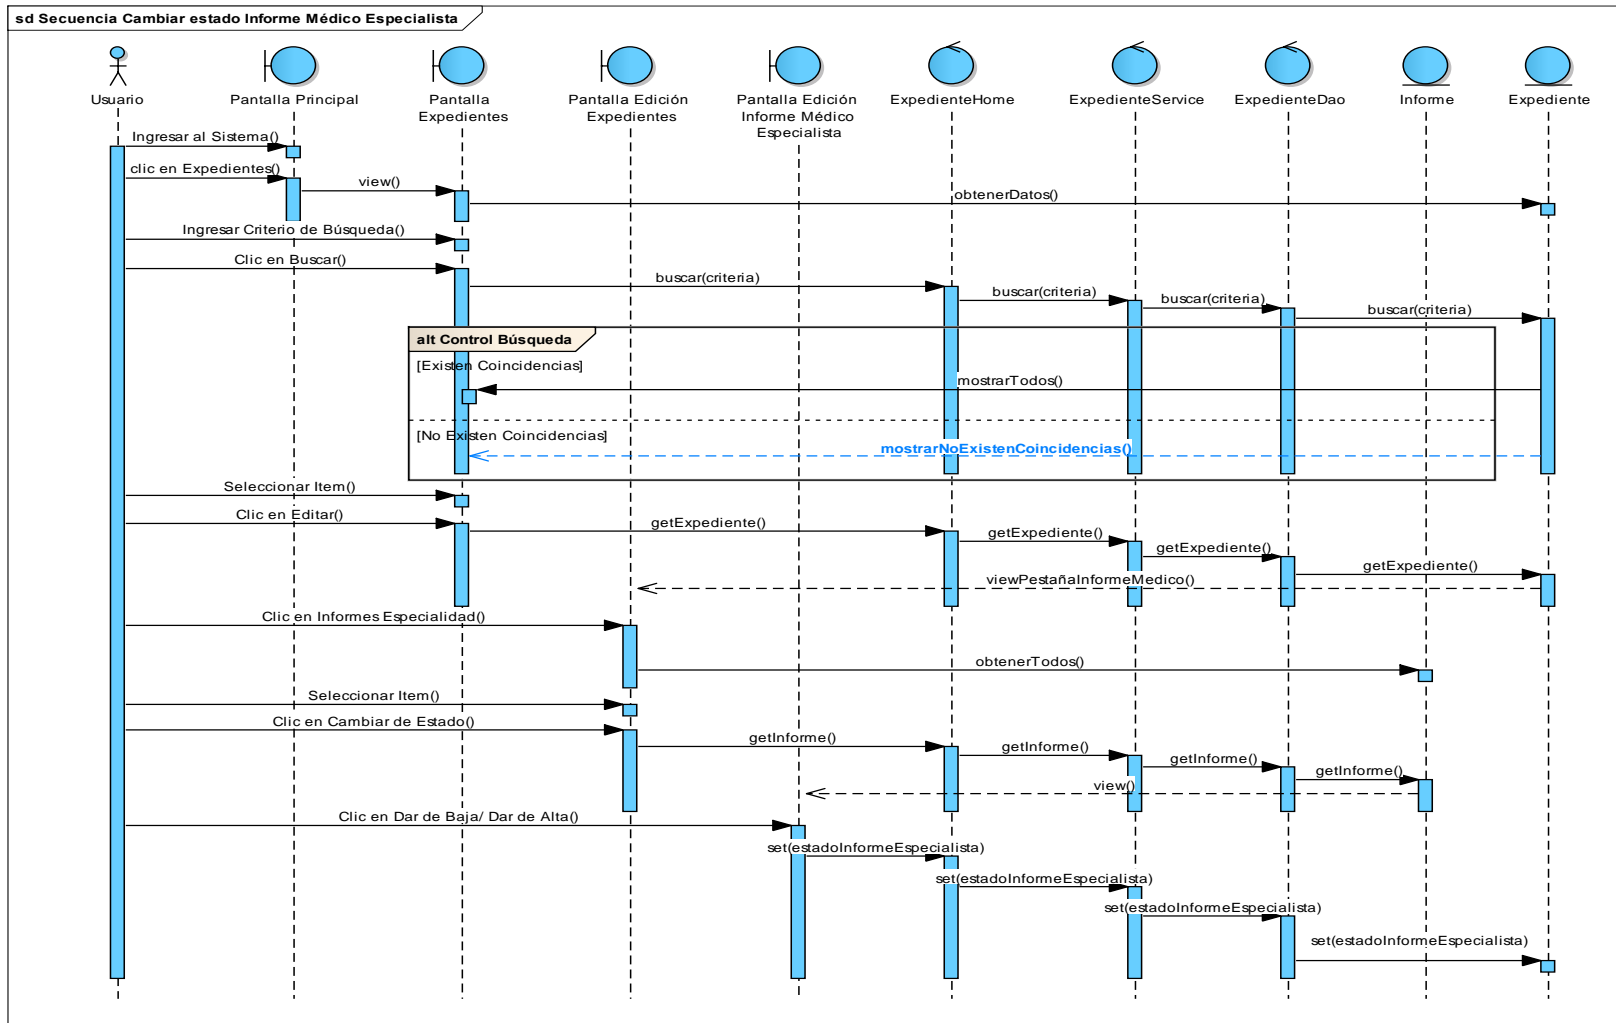 sd Secuencia Cambiar estado Informe Médico Especialista
Usuario
Pantalla Principal
Pantalla
Expedientes
Pantalla Edición
Expedientes
Pantalla Edición
Informe Médico
Especialista
ExpedienteHome
ExpedienteService
ExpedienteDao
Informe
Expediente
Ingresar al Sistema()
clic en Expedientes()
view()
obtenerDatos()
Ingresar Criterio de Búsqueda()
Clic en Buscar()
buscar(criteria)
buscar(criteria)
buscar(criteria)
buscar(criteria)
alt Control Búsqueda
[Existen Coincidencias]
mostrarTodos()
[No Existen Coincidencias]
mostrarNoExistenCoincidencias()
Seleccionar Item()
Clic en Editar()
getExpediente()
getExpediente()
getExpediente()
getExpediente()
viewPestañaInformeMedico()
Clic en Informes Especialidad()
obtenerTodos()
Seleccionar Item()
Clic en Cambiar de Estado()
getInforme()
getInforme()
getInforme()
getInforme()
view()
Clic en Dar de Baja/ Dar de Alta()
set(estadoInformeEspecialista)
set(estadoInformeEspecialista)
set(estadoInformeEspecialista)
set(estadoInformeEspecialista)